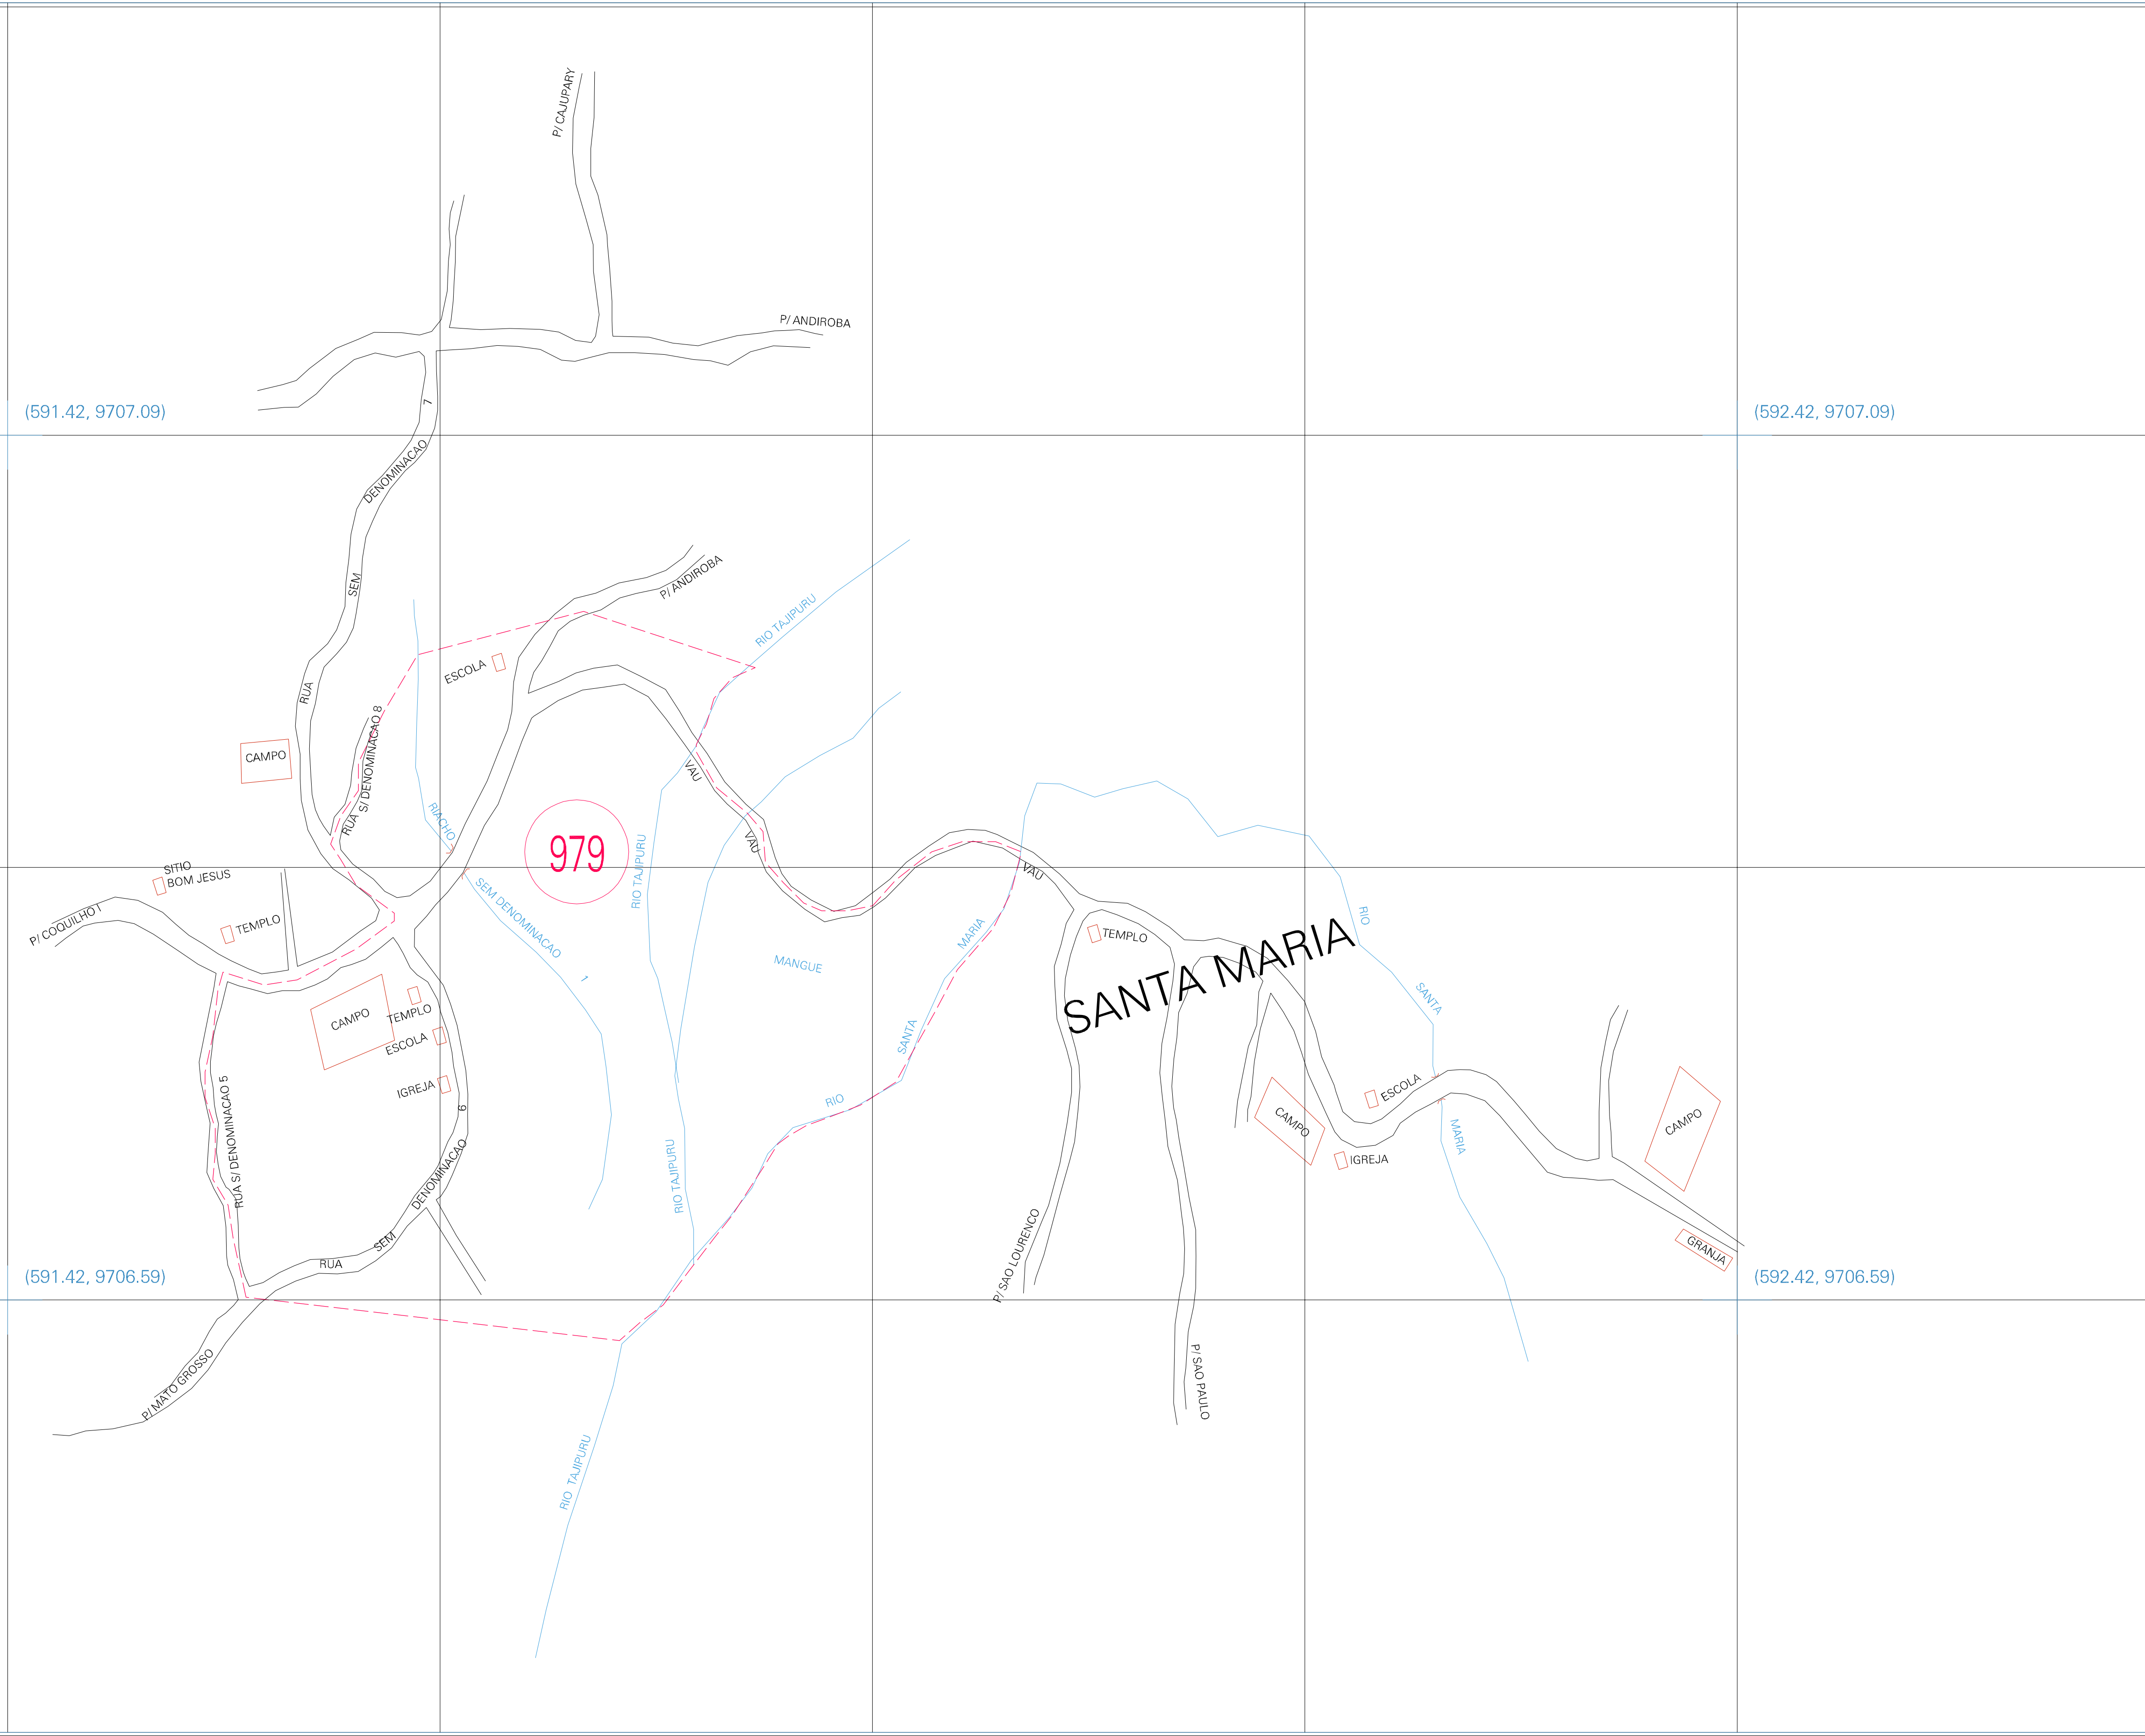 P/ CAJUPARY
P/ ANDIROBA
(591.42, 9707.09)
(592.42, 9707.09)
RUA SEM DENOMINACAO 7
P/ ANDIROBA
RIO TAJIPURU
ESCOLA
RUA S/ DENOMINACAO 8
CAMPO
VAU
RIACHO SEM DENOMINACAO 1
979
VAU
RIO TAJIPURU
VAU
SITIO
BOM JESUS
P/ COQUILHO I
TEMPLO
MANGUE
RIO SANTA MARIA
TEMPLO
SANTA MARIA
RIO SANTA MARIA
CAMPO
TEMPLO
ESCOLA
IGREJA
RUA S/ DENOMINACAO 5
RUA SEM DENOMINACAO 6
RIO TAJIPURU
CAMPO
ESCOLA
IGREJA
CAMPO
GRANJA
P/ SAO LOURENCO
(591.42, 9706.59)
(592.42, 9706.59)
P/ MATO GROSSO
P/ SAO PAULO
RIO TAJIPURU